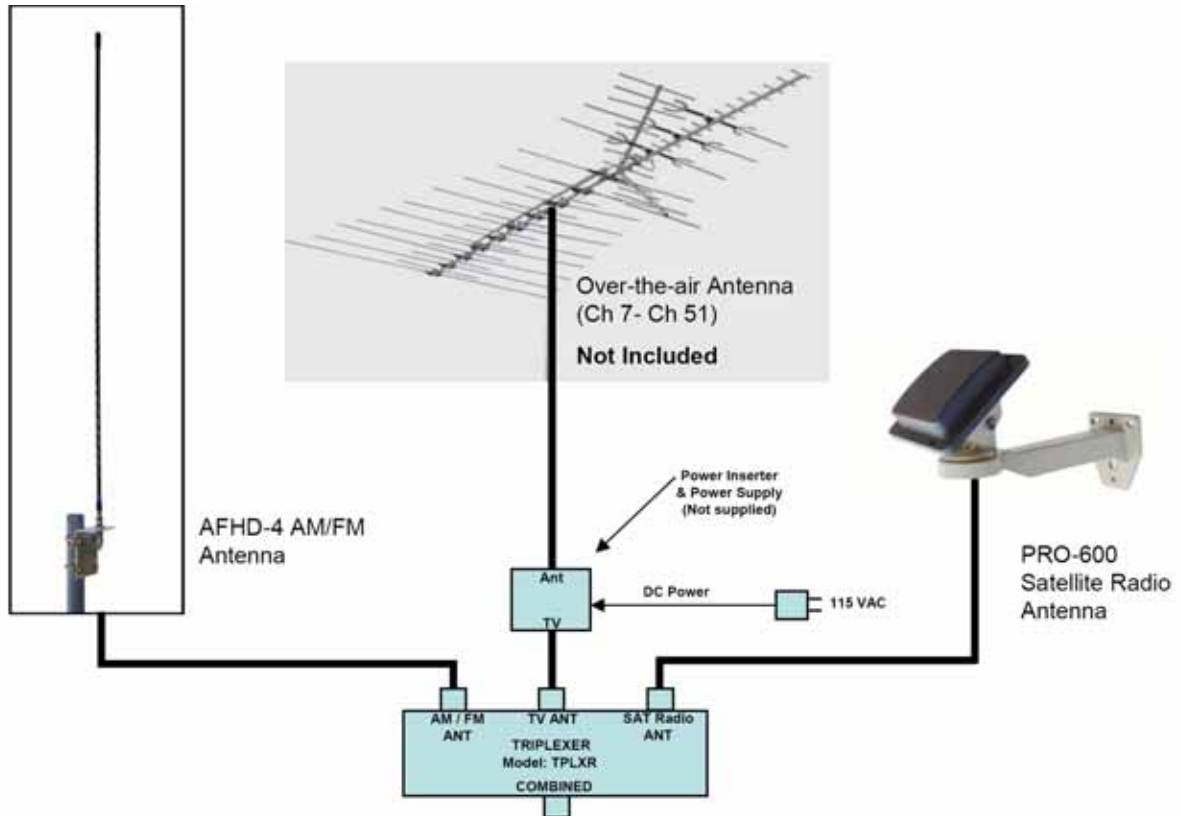 Over-the-air Antenna
(Ch 7- Ch 51)
Not Included
AFHD-4 AM/FM
Antenna
Power Inserter
& Power Supply
(Not supplied)
PRO-600
Satellite Radio
Antenna
Ant
TV
DC Power
115 VAC
AM / FM
ANT
TV ANT
SAT Radio
ANT
TRIPLEXER
Model: TPLXR
COMBINED